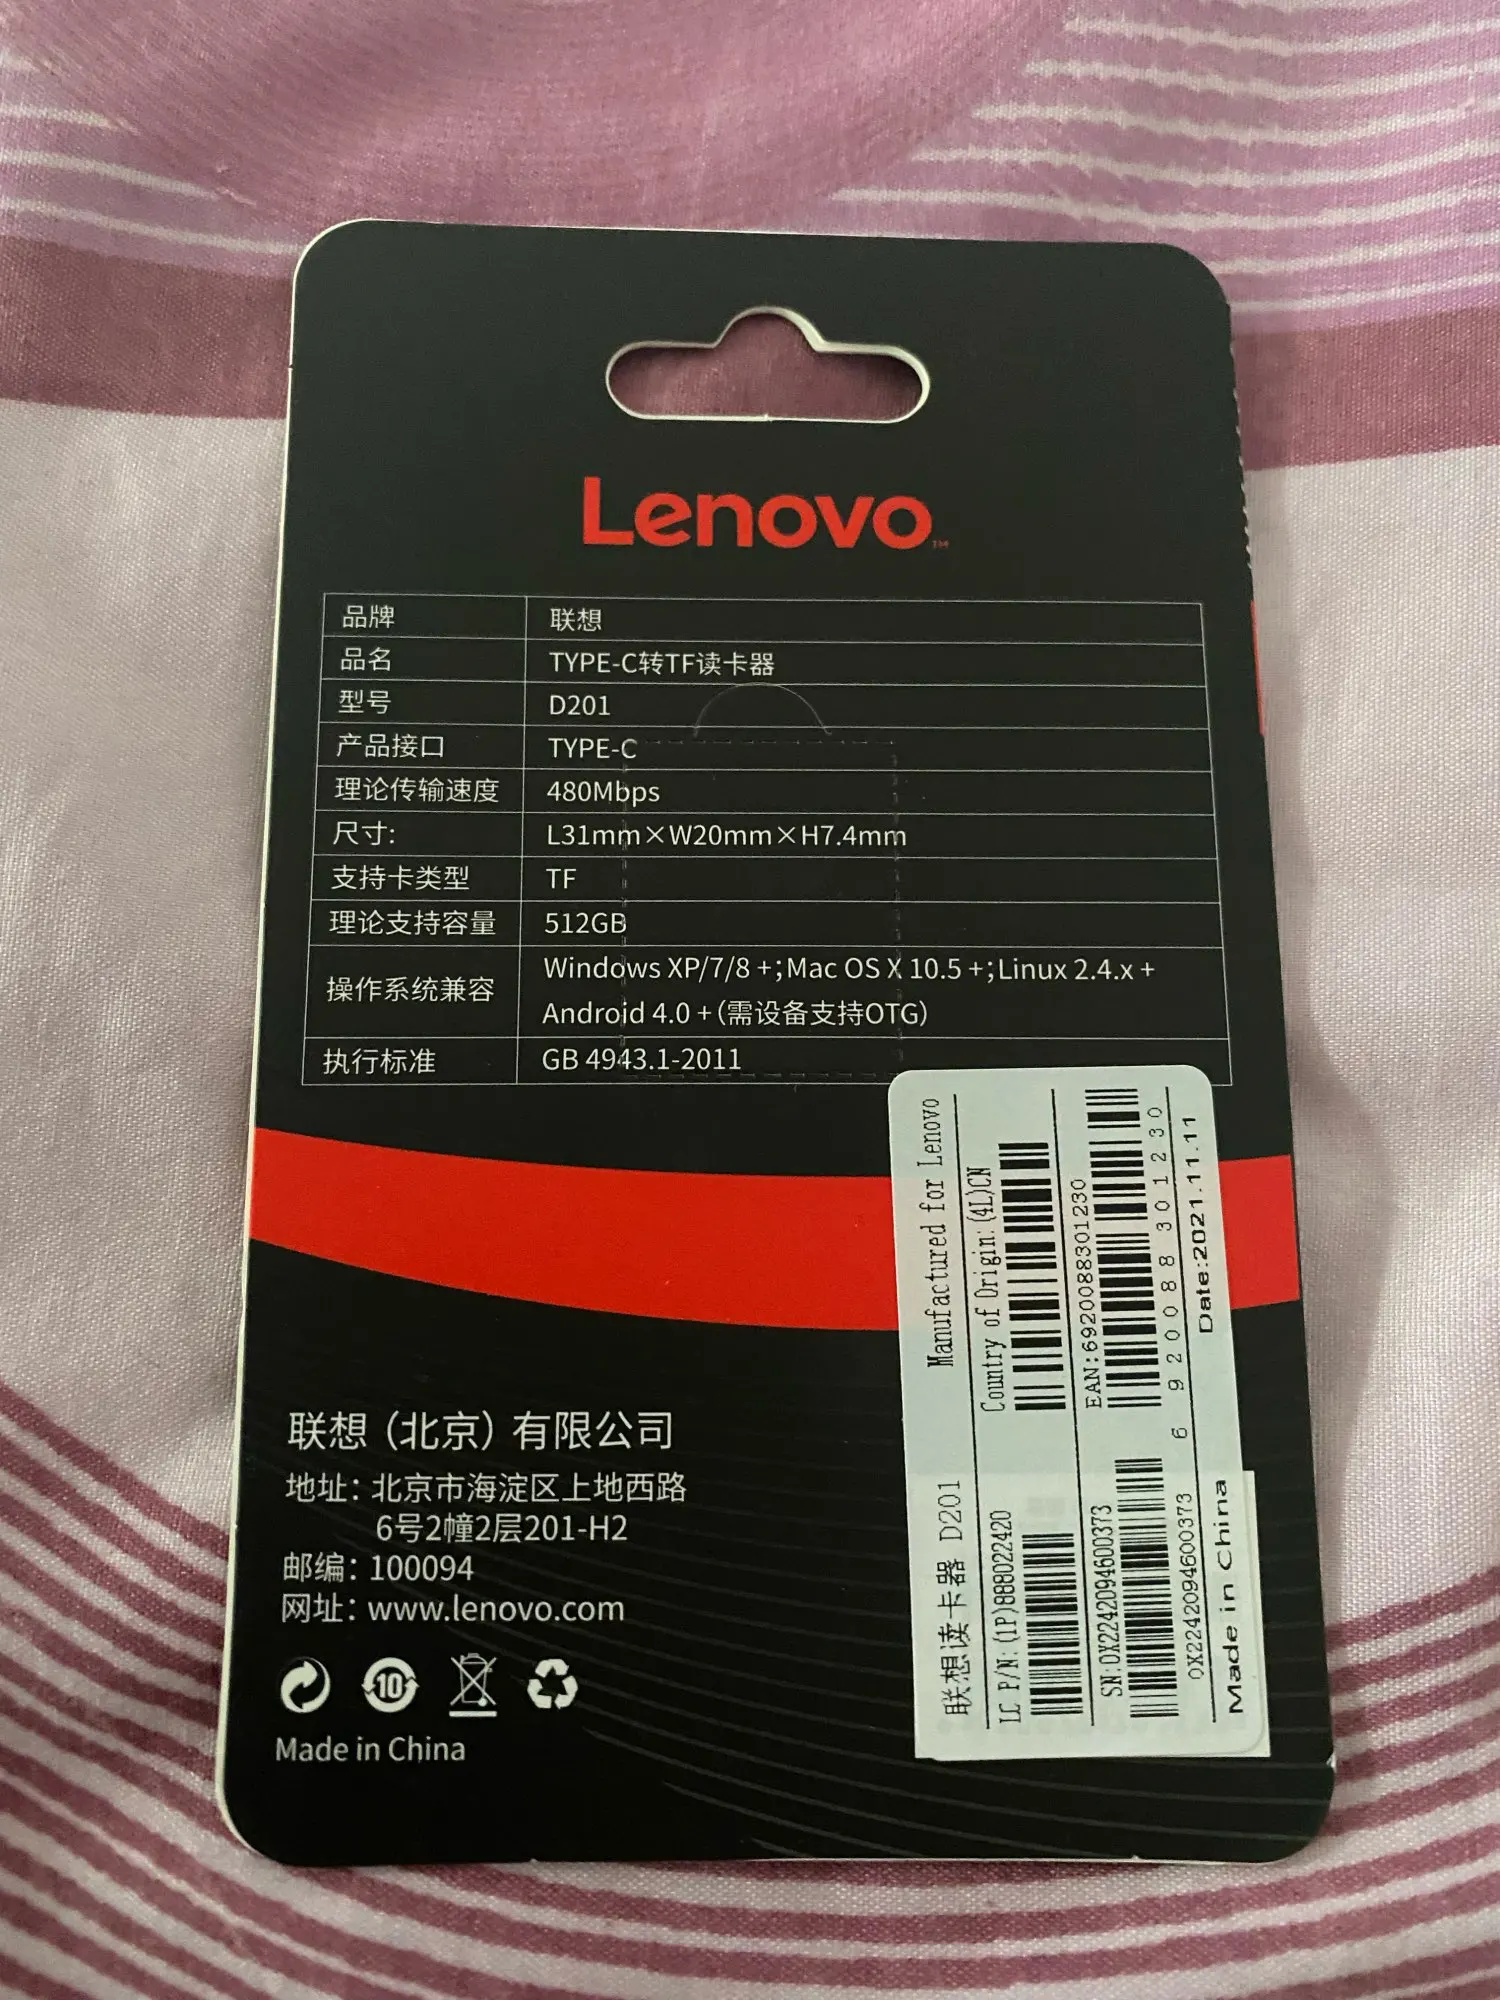 Lenovo™
品牌 联想
品名 TYPE-C转TF读卡器
型号 D201
产品接口 TYPE-C
理论传输速度 480Mbps
尺寸: L31mm×W20mm×H7.4mm
支持卡类型 TF
理论支持容量 512GB
操作系统兼容 Windows XP/7/8 +;Mac OS X 10.5 +;Linux 2.4.x +
Android 4.0 +(需设备支持OTG)
执行标准 GB 4943.1-2011
联想(北京)有限公司
地址: 北京市海淀区上地西路
6号2幢2层201-H2
邮编: 100094
网址: www.lenovo.com
10
Made in China
联想读卡器 D201 Manufactured for Lenovo
LC P/N:(1P)888022420 Country of Origin:(4L)CN
SN:0X2242094600373 EAN:6920088301230
0X2242094600373 6 920088 301230
Made in China Date:2021.11.11